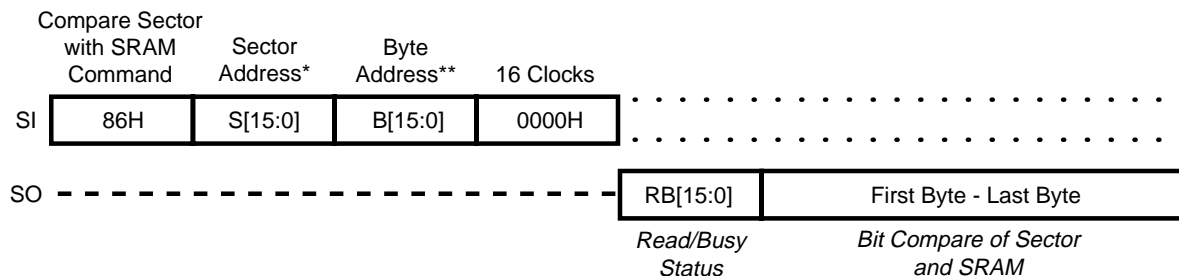 Compare Sector
with SRAM
Command
Sector
Address*
Byte
Address**
16 Clocks
SI
86H
S[15:0]
B[15:0]
0000H
SO
RB[15:0]
First Byte - Last Byte
Read/Busy
Status
Bit Compare of Sector
and SRAM